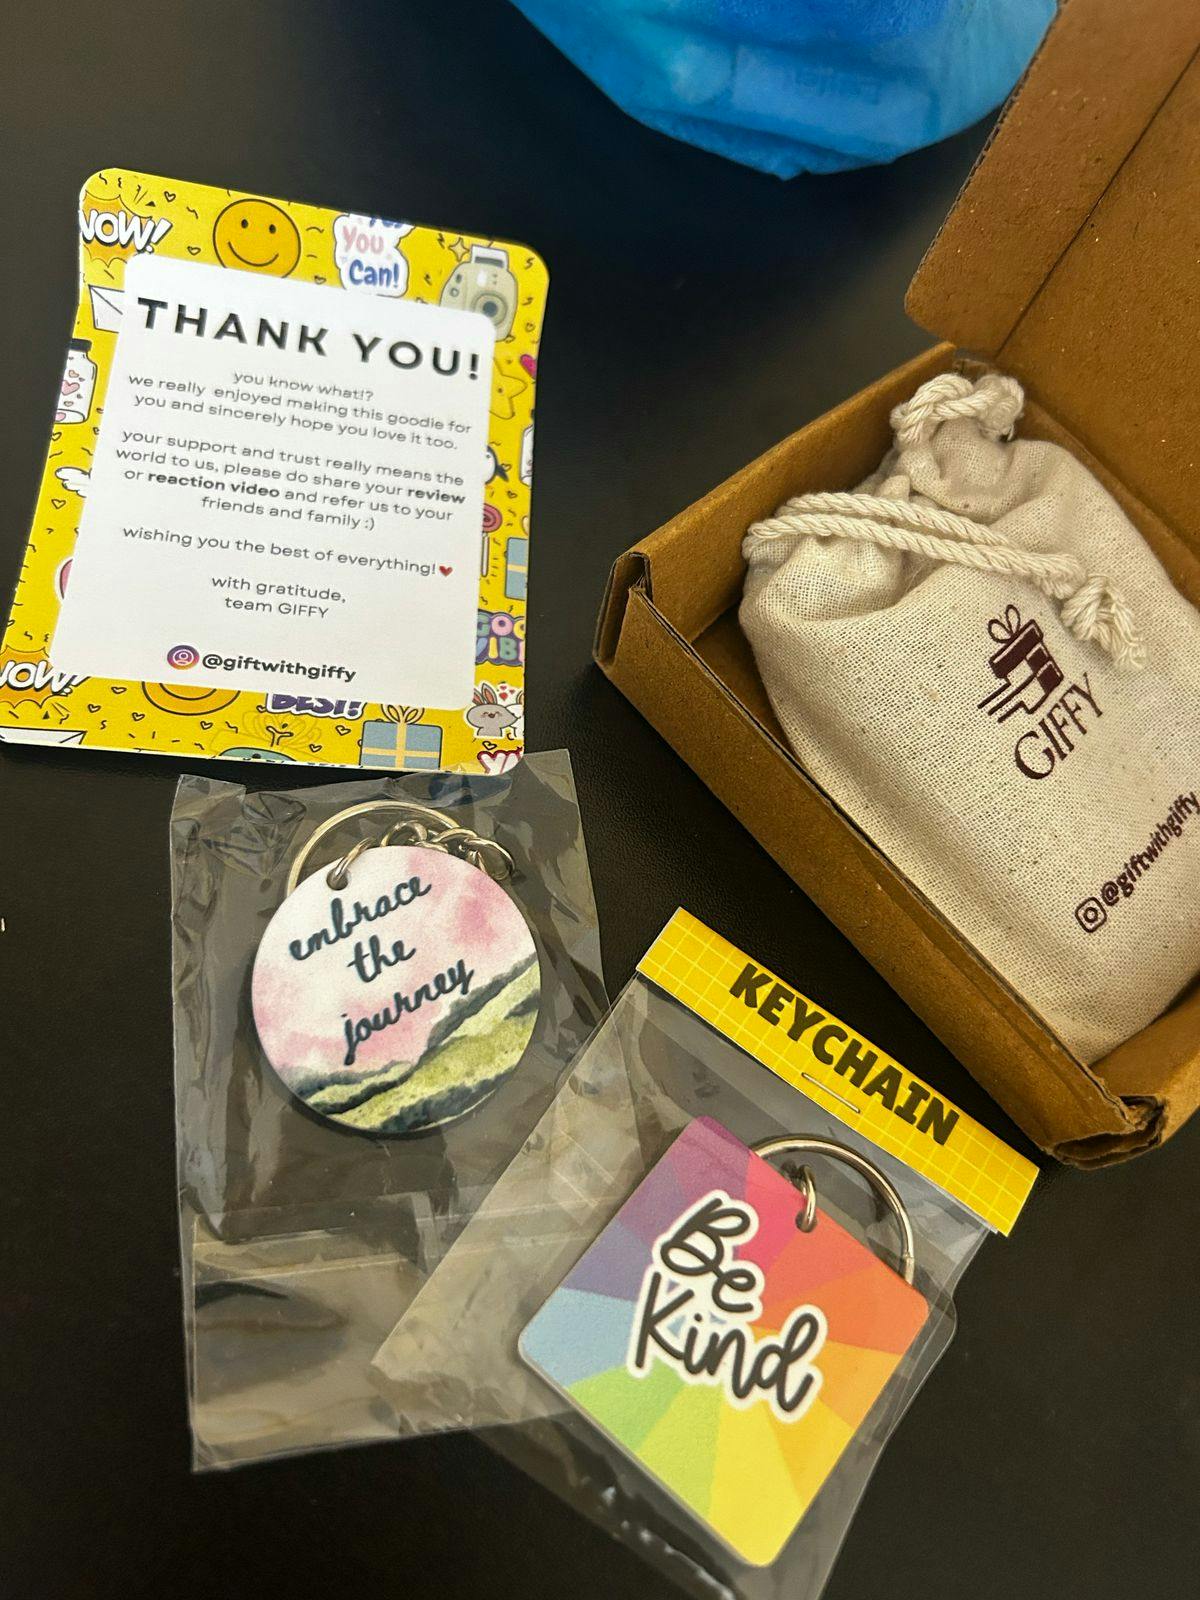 WOW!
You
Can!
THANK YOU!
you know what!?
we really enjoyed making this goodie for
you and sincerely hope you love it too.
your support and trust really means the
world to us, please do share your review
or reaction video and refer us to your
friends and family :)
wishing you the best of everything!❤
with gratitude,
team GIFFY
@giftwithgiffy
WOW!
BEST!
GIFFY
@giftwithgiffy
embrace
the
journey
KEYCHAIN
Be
Kind